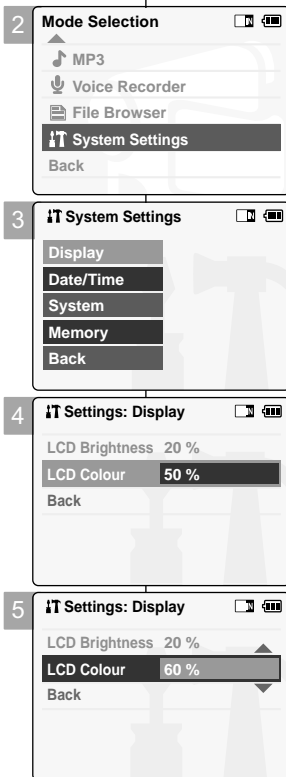 2
Mode Selection
MP3
Voice Recorder
File Browser
System Settings
Back
3
System Settings
Display
Date/Time
System
Memory
Back
4
Settings: Display
LCD Brightness 20 %
LCD Colour 50 %
Back
5
Settings: Display
LCD Brightness 20 %
LCD Colour 60 %
Back